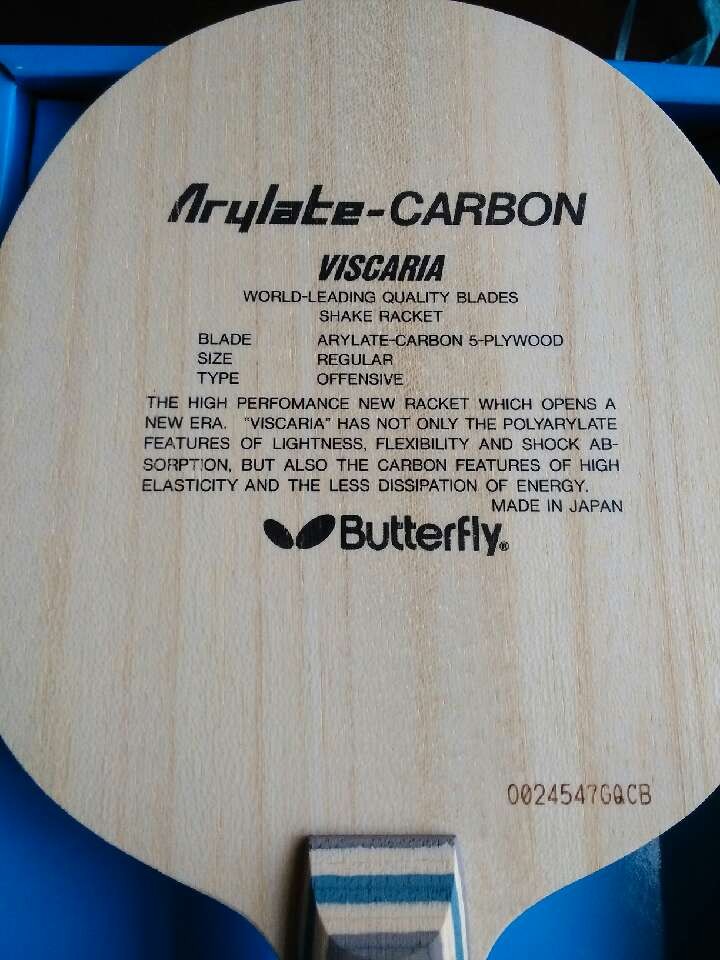 Arylate-CARBON
VISCARIA
WORLD-LEADING QUALITY BLADES
SHAKE RACKET
BLADE ARYLATE-CARBON 5-PLYWOOD
SIZE REGULAR
TYPE OFFENSIVE
THE HIGH PERFOMANCE NEW RACKET WHICH OPENS A
NEW ERA. "VISCARIA" HAS NOT ONLY THE POLYARYLATE
FEATURES OF LIGHTNESS, FLEXIBILITY AND SHOCK AB-
SORPTION, BUT ALSO THE CARBON FEATURES OF HIGH
ELASTICITY AND THE LESS DISSIPATION OF ENERGY.
MADE IN JAPAN
Butterfly®
0024547GQCB